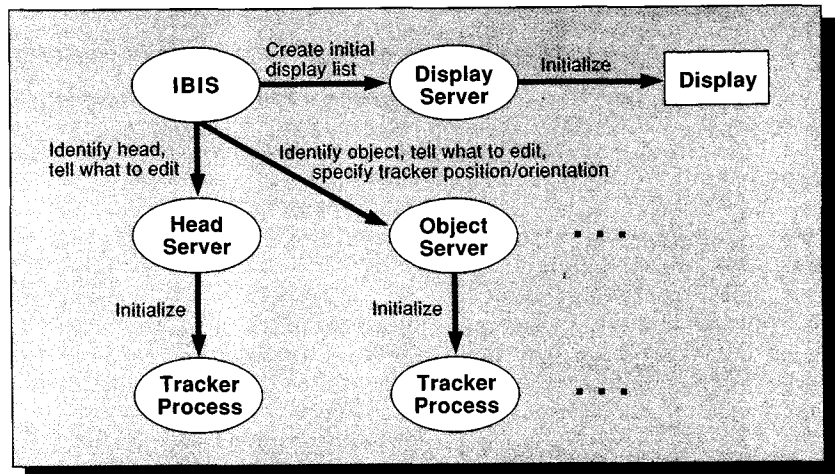 IBIS
Create initial
display list
Display
Server
Initialize
Display
Identify head,
tell what to edit
Identify object, tell what to edit,
specify tracker position/orientation
Head
Server
Object
Server
Initialize
Initialize
Tracker
Process
Tracker
Process